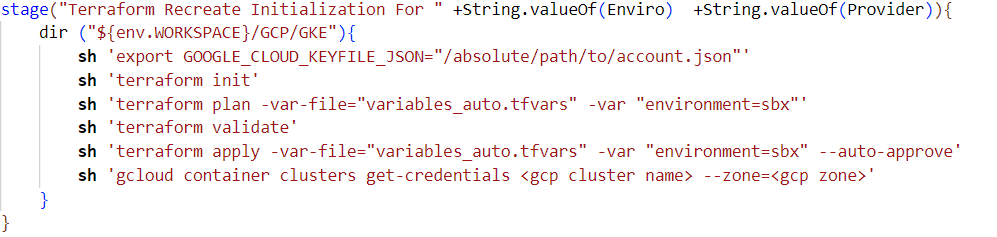 stage("Terraform Recreate Initialization For " +String.valueOf(Enviro)  +String.valueOf(Provider)){
    dir ("${env.WORKSPACE}/GCP/GKE"){
        sh 'export GOOGLE_CLOUD_KEYFILE_JSON="/absolute/path/to/account.json"'
        sh 'terraform init'
        sh 'terraform plan -var-file="variables_auto.tfvars" -var "environment=sbx"'
        sh 'terraform validate'
        sh 'terraform apply -var-file="variables_auto.tfvars" -var "environment=sbx" --auto-approve'
        sh 'gcloud container clusters get-credentials <gcp cluster name> --zone=<gcp zone>'
    }
}